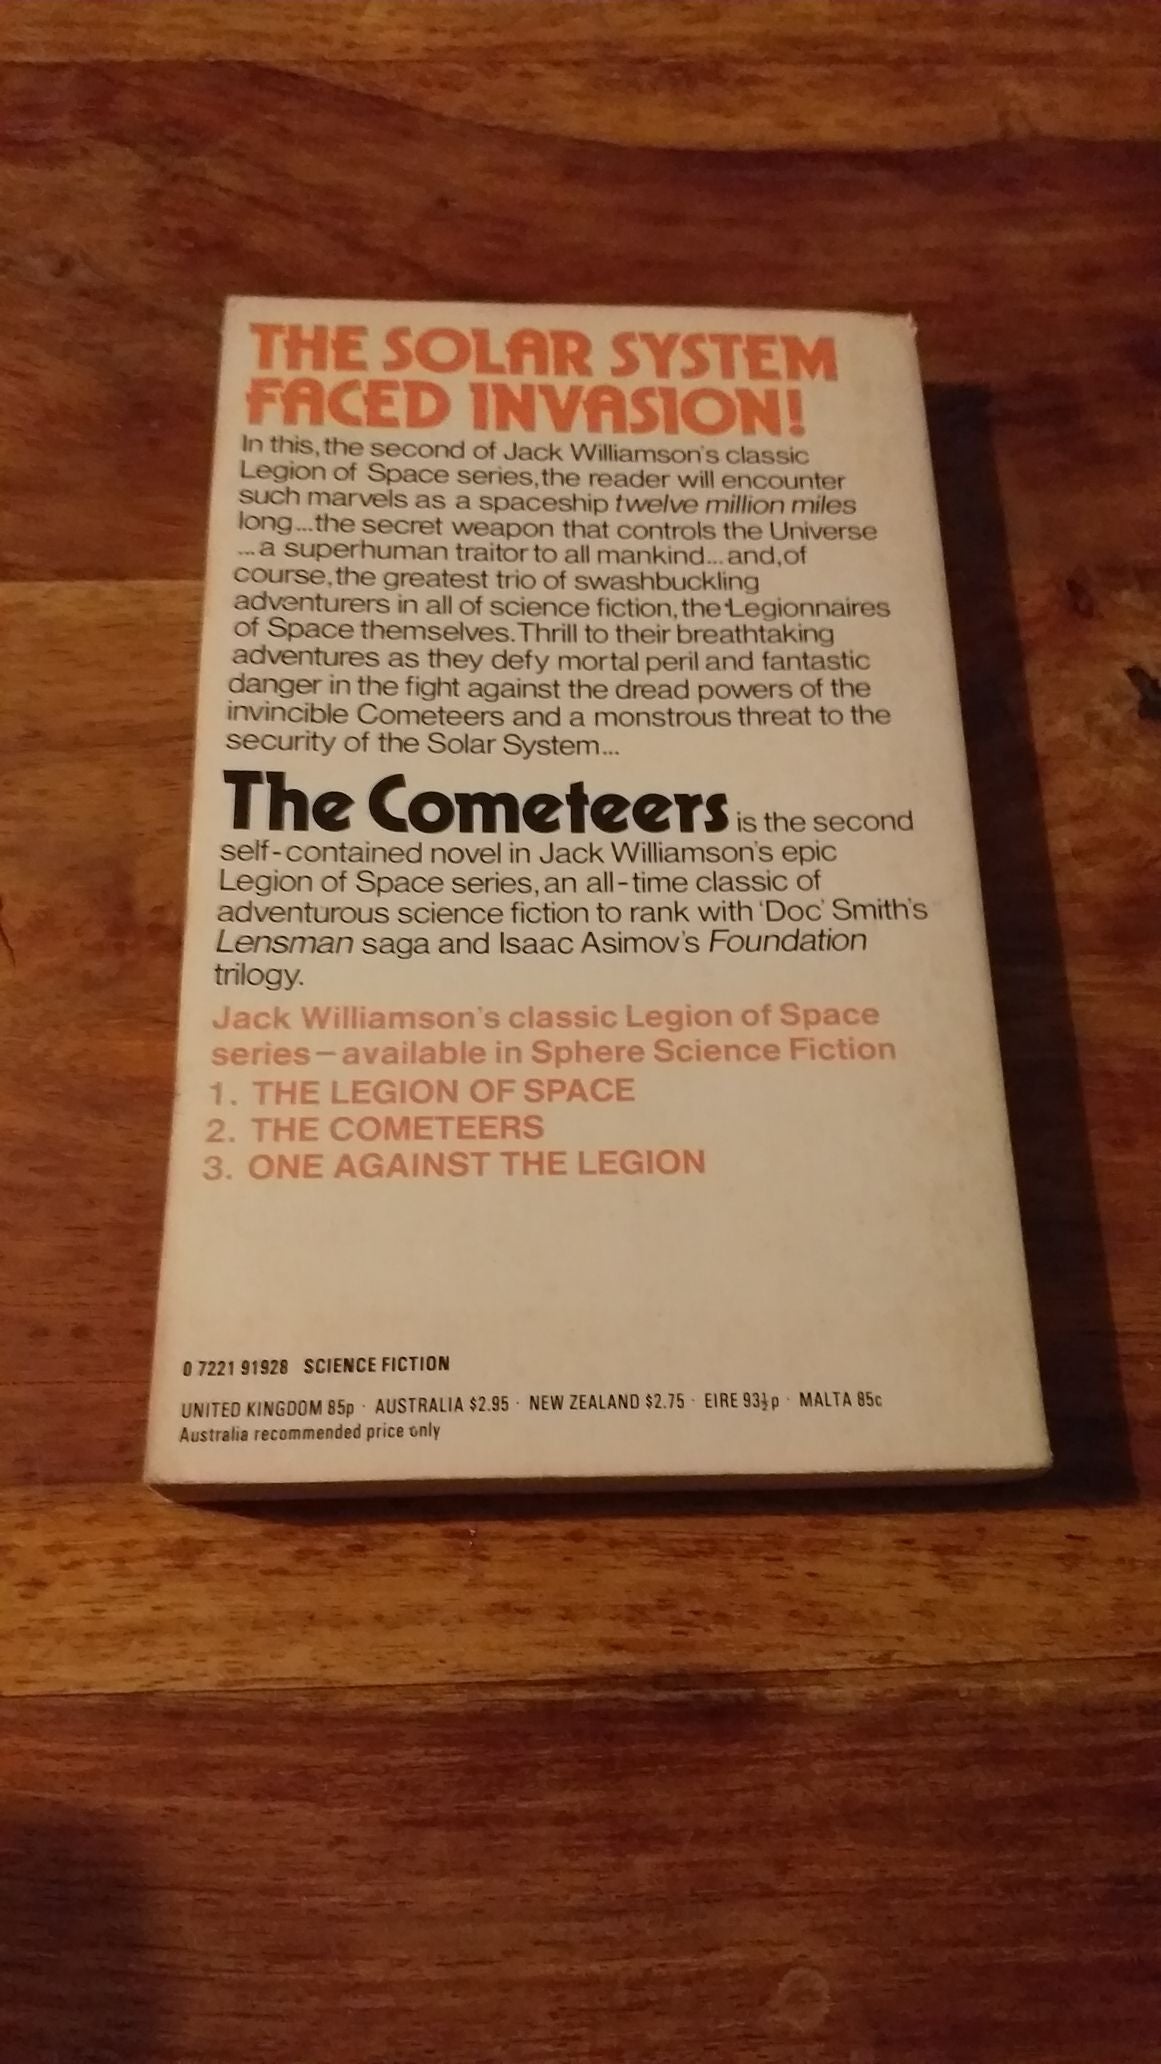 THE SOLAR SYSTEM
FACED INVASION!
In this, the second of Jack Williamson's classic
Legion of Space series, the reader will encounter
such marvels as a spaceship twelve million miles
long...the secret weapon that controls the Universe
...a superhuman traitor to all mankind...and, of
course, the greatest trio of swashbuckling
adventurers in all of science fiction, the Legionnaires
of Space themselves. Thrill to their breathtaking
adventures as they defy mortal peril and fantastic
danger in the fight against the dread powers of the
invincible Cometeers and a monstrous threat to the
security of the Solar System...
The Cometeers is the second
self-contained novel in Jack Williamson's epic
Legion of Space series, an all-time classic of
adventurous science fiction to rank with 'Doc' Smith's
Lensman saga and Isaac Asimov's Foundation
trilogy.
Jack Williamson's classic Legion of Space
series—available in Sphere Science Fiction
1. THE LEGION OF SPACE
2. THE COMETEERS
3. ONE AGAINST THE LEGION
0 7221 91928 SCIENCE FICTION
UNITED KINGDOM 85p · AUSTRALIA $2.95 · NEW ZEALAND $2.75 · EIRE 93½p · MALTA 85c
Australia recommended price only